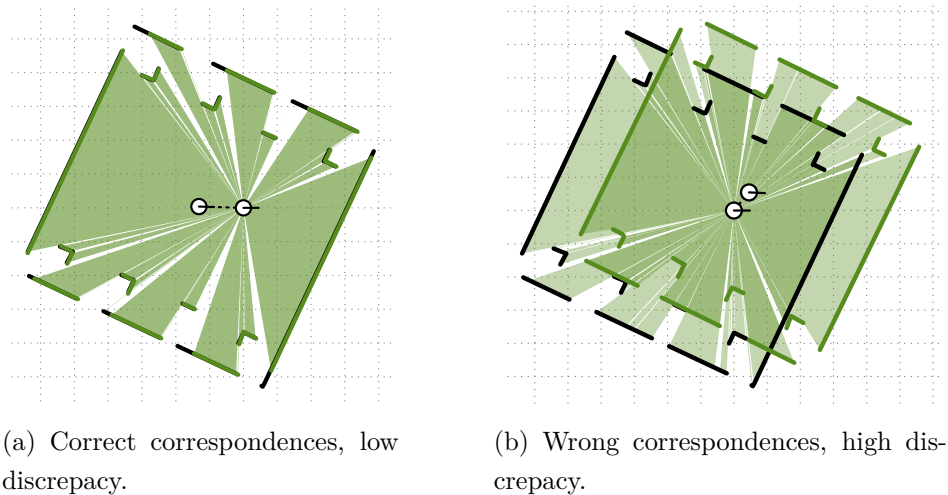 (a) Correct correspondences, low
discrepacy.
(b) Wrong correspondences, high dis-
crepacy.